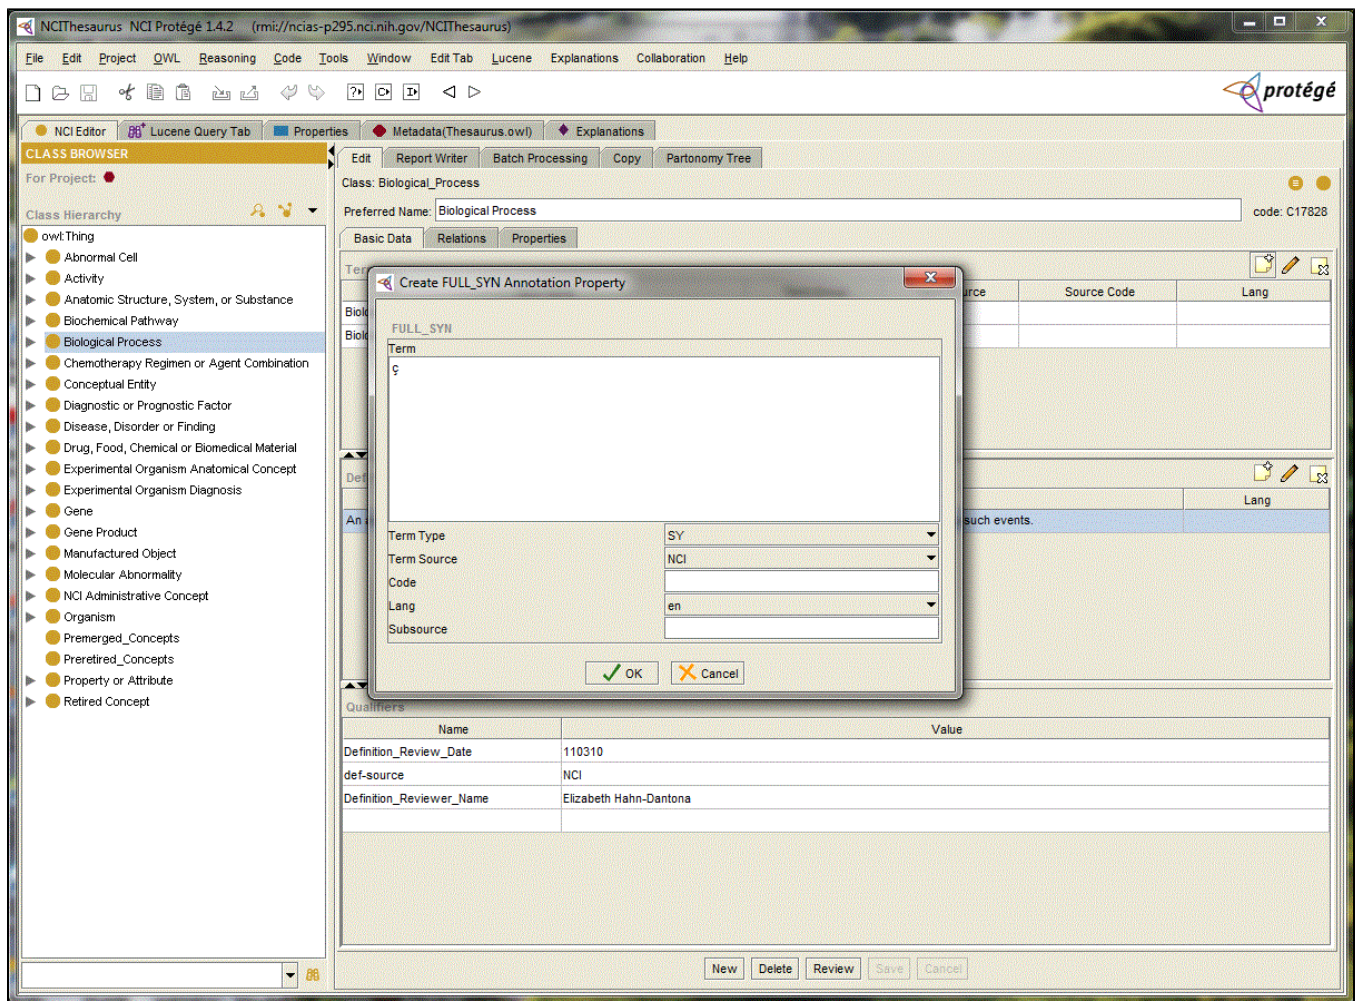 NCIThesaurus NCI Protégé 1.4.2 (rmi://ncias-p295.nci.nih.gov/NCIThesaurus)
File Edit Project OWL Reasoning Code Tools Window Edit Tab Lucene Explanations Collaboration Help
protégé
NCI Editor Lucene Query Tab Properties Metadata(Thesaurus.owl) Explanations
CLASS BROWSER
For Project:
Class Hierarchy
owl:Thing
Abnormal Cell
Activity
Anatomic Structure, System, or Substance
Biochemical Pathway
Biological Process
Chemotherapy Regimen or Agent Combination
Conceptual Entity
Diagnostic or Prognostic Factor
Disease, Disorder or Finding
Drug, Food, Chemical or Biomedical Material
Experimental Organism Anatomical Concept
Experimental Organism Diagnosis
Gene
Gene Product
Manufactured Object
Molecular Abnormality
NCI Administrative Concept
Organism
Premerged_Concepts
Preretired_Concepts
Property or Attribute
Retired Concept
Edit Report Writer Batch Processing Copy Partonomy Tree
Class: Biological_Process
Preferred Name: Biological Process code: C17828
Basic Data Relations Properties
Source Code Lang
Create FULL_SYN Annotation Property
FULL_SYN
Term
ç
Term Type SY
Term Source NCI
Code
Lang en
Subsource
OK Cancel
Lang
An
such events.
Qualifiers
Name Value
Definition_Review_Date 110310
def-source NCI
Definition_Reviewer_Name Elizabeth Hahn-Dantona
New Delete Review Save Cancel